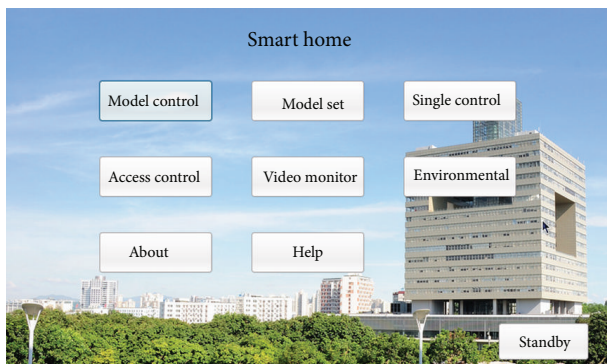 Smart home
Model control
Model set
Single control
Access control
Video monitor
Environmental
About
Help
Standby